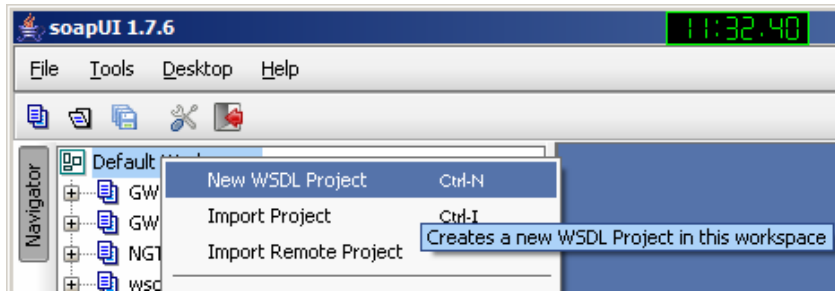 soapUI 1.7.6 11:32.40
File Tools Desktop Help
Navigator
Default
New WSDL Project Ctrl-N
GW
Import Project Ctrl-I
GW
Creates a new WSDL Project in this workspace
Import Remote Project
NGT
wsd